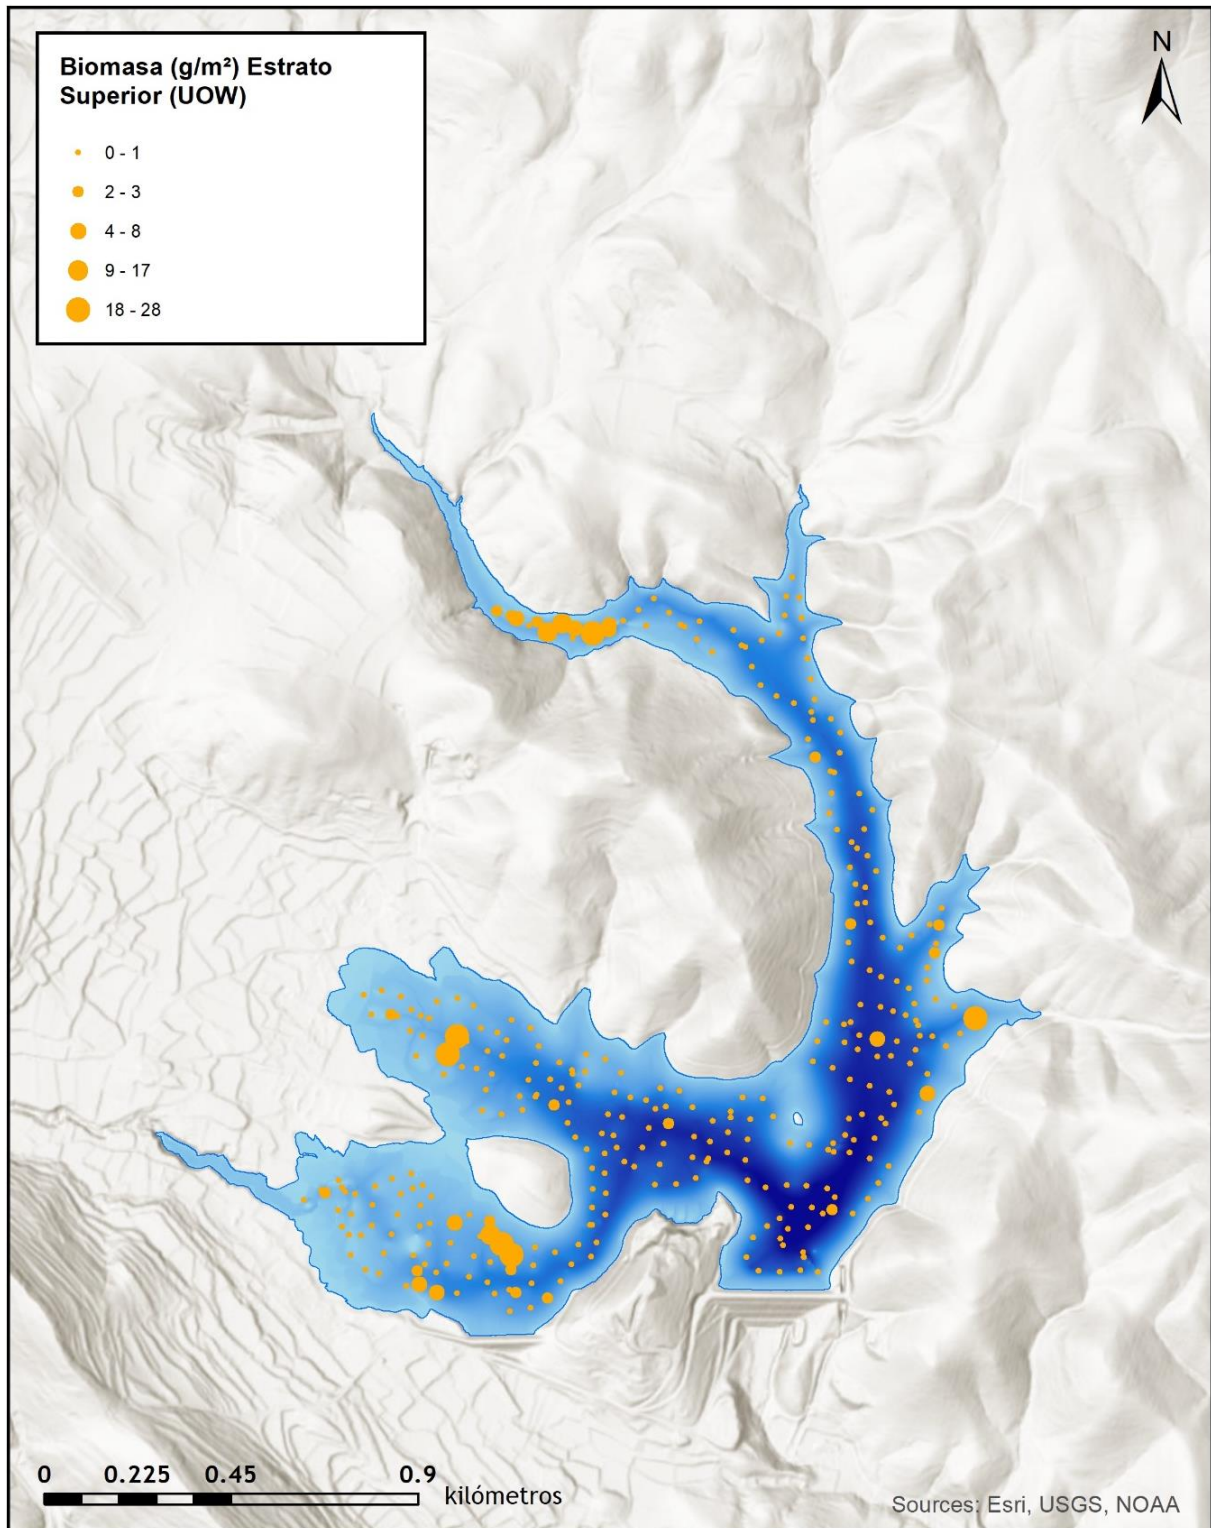 Biomasa (g/m²) Estrato
Superior (UOW)
0 - 1
2 - 3
4 - 8
9 - 17
18 - 28
N
0 0.225 0.45 0.9
kilómetros
Sources: Esri, USGS, NOAA